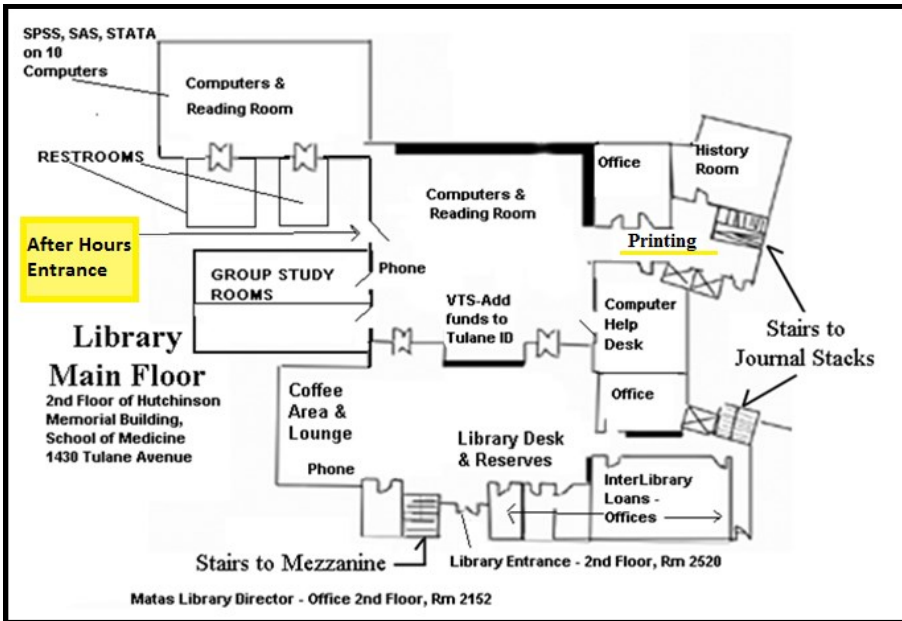 SPSS, SAS, STATA
on 10
Computers
Computers &
Reading Room
RESTROOMS
After Hours
Entrance
GROUP STUDY
ROOMS
Phone
Computers &
Reading Room
Office
History
Room
Printing
VTS-Add
funds to
Tulane ID
Computer
Help
Desk
Stairs to
Journal Stacks
Library
Main Floor
2nd Floor of Hutchinson
Memorial Building,
School of Medicine
1430 Tulane Avenue
Coffee
Area &
Lounge
Phone
Office
Library Desk
& Reserves
InterLibrary
Loans -
Offices
Stairs to Mezzanine
Library Entrance - 2nd Floor, Rm 2520
Matas Library Director - Office 2nd Floor, Rm 2152